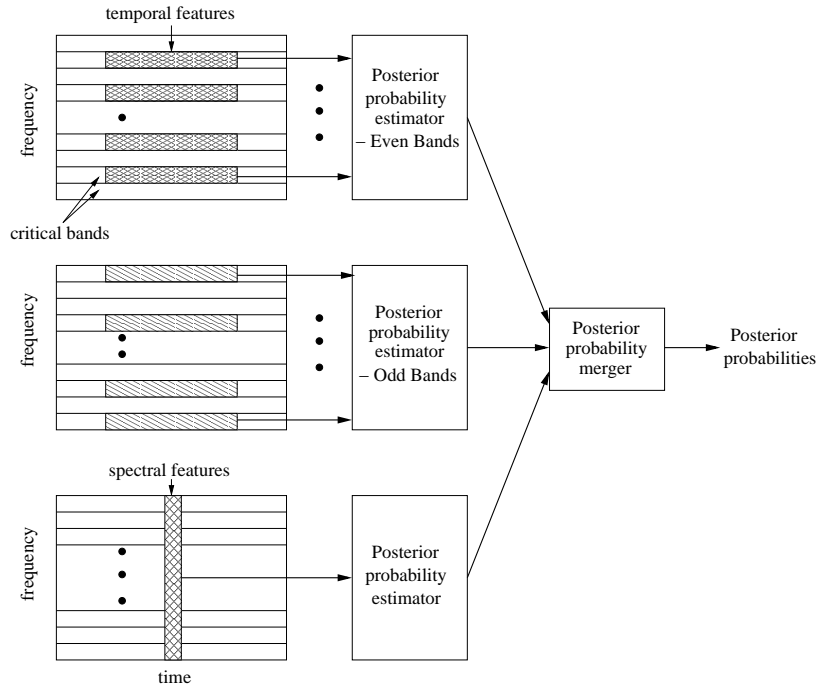 temporal features
frequency
Posterior
probability
estimator
– Even Bands
critical bands
frequency
Posterior
probability
estimator
– Odd Bands
Posterior
probability
merger
Posterior
probabilities
spectral features
frequency
Posterior
probability
estimator
time